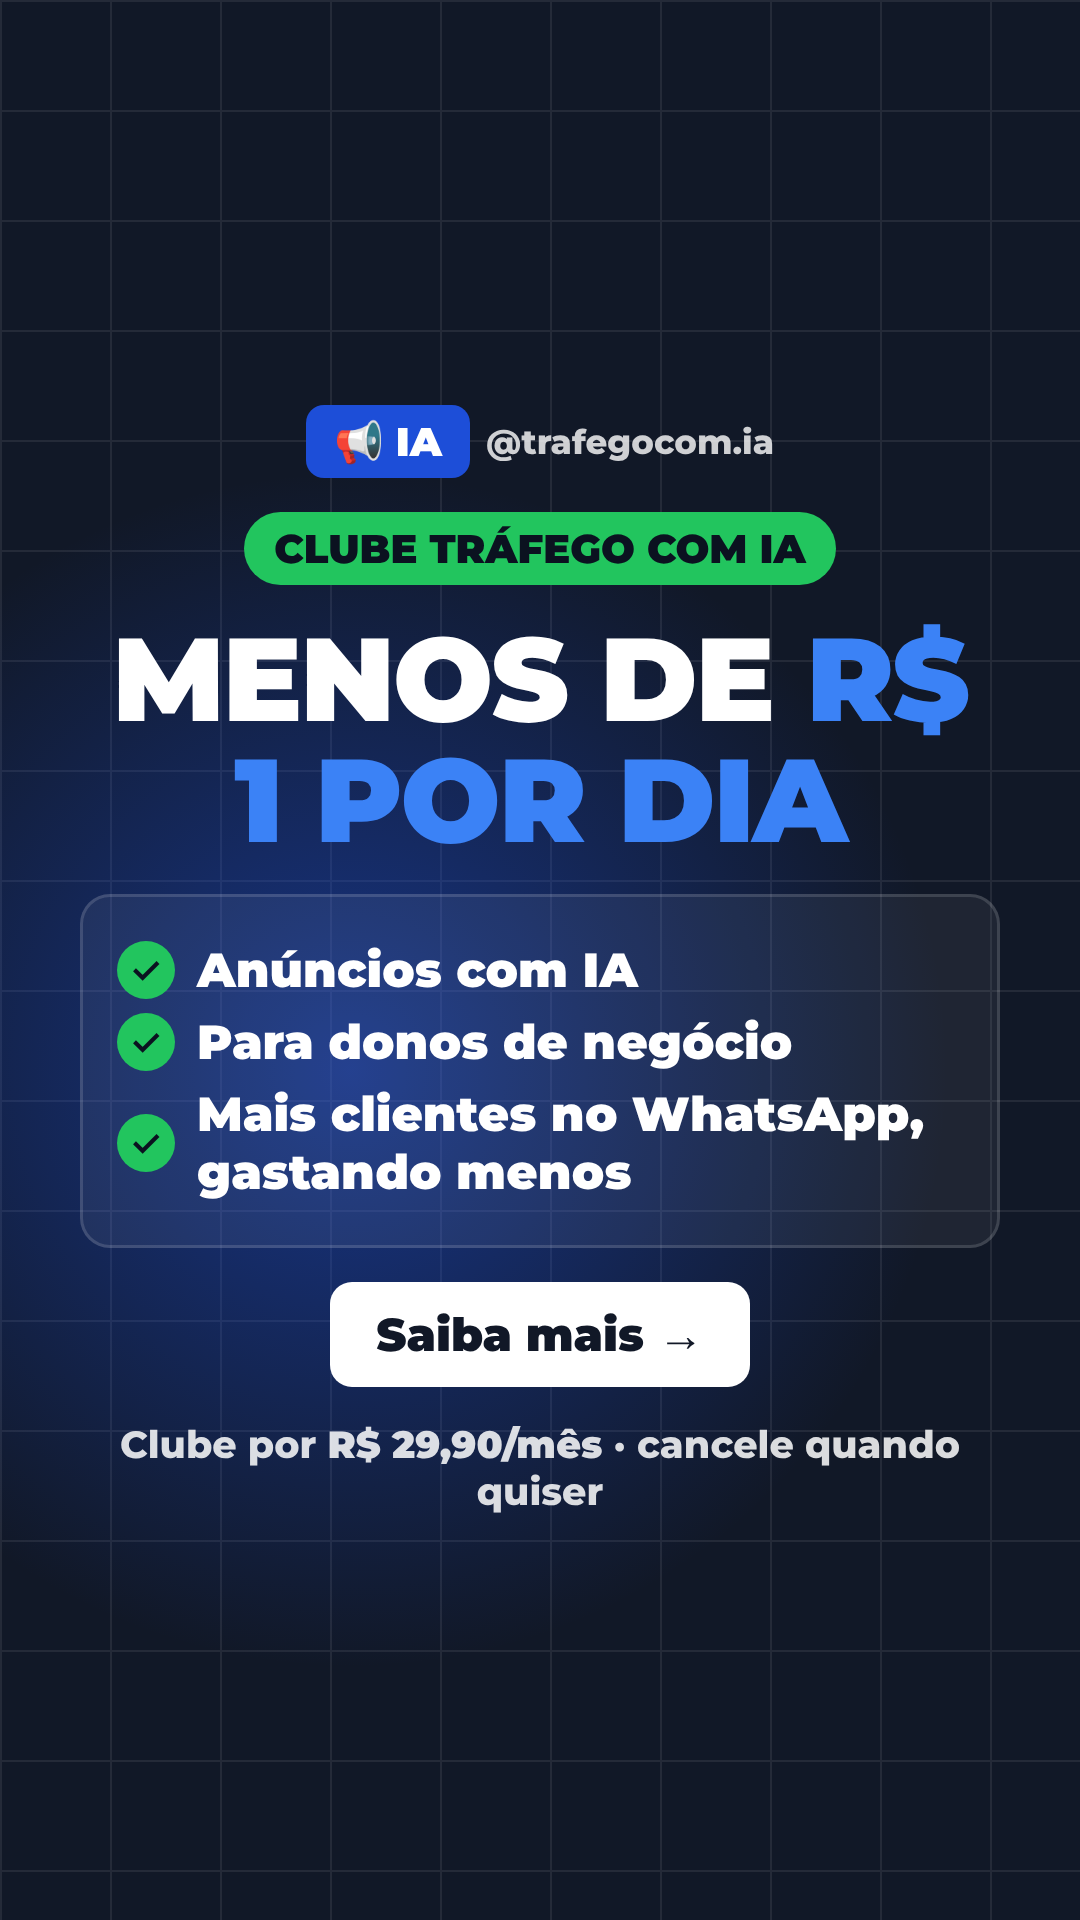 📢 IA @trafegocom.ia
CLUBE TRÁFEGO COM IA
MENOS DE R$
1 POR DIA
Anúncios com IA
Para donos de negócio
Mais clientes no WhatsApp,
gastando menos
Saiba mais →
Clube por R$ 29,90/mês · cancele quando
quiser